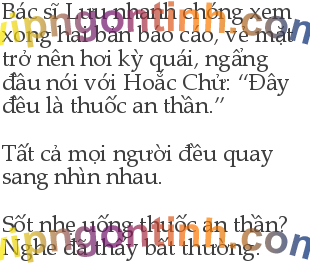 Bác sĩ Lưu nhanh chóng xem
xong hai bản báo cáo, vẻ mặt
trở nên hơi kỳ quái, ngẩng
đầu nói với Hoắc Chử: “Đây
đều là thuốc an thần.”
Tất cả mọi người đều quay
sang nhìn nhau.
Sốt nhẹ uống thuốc an thần?
Nghe đã thấy bất thường.